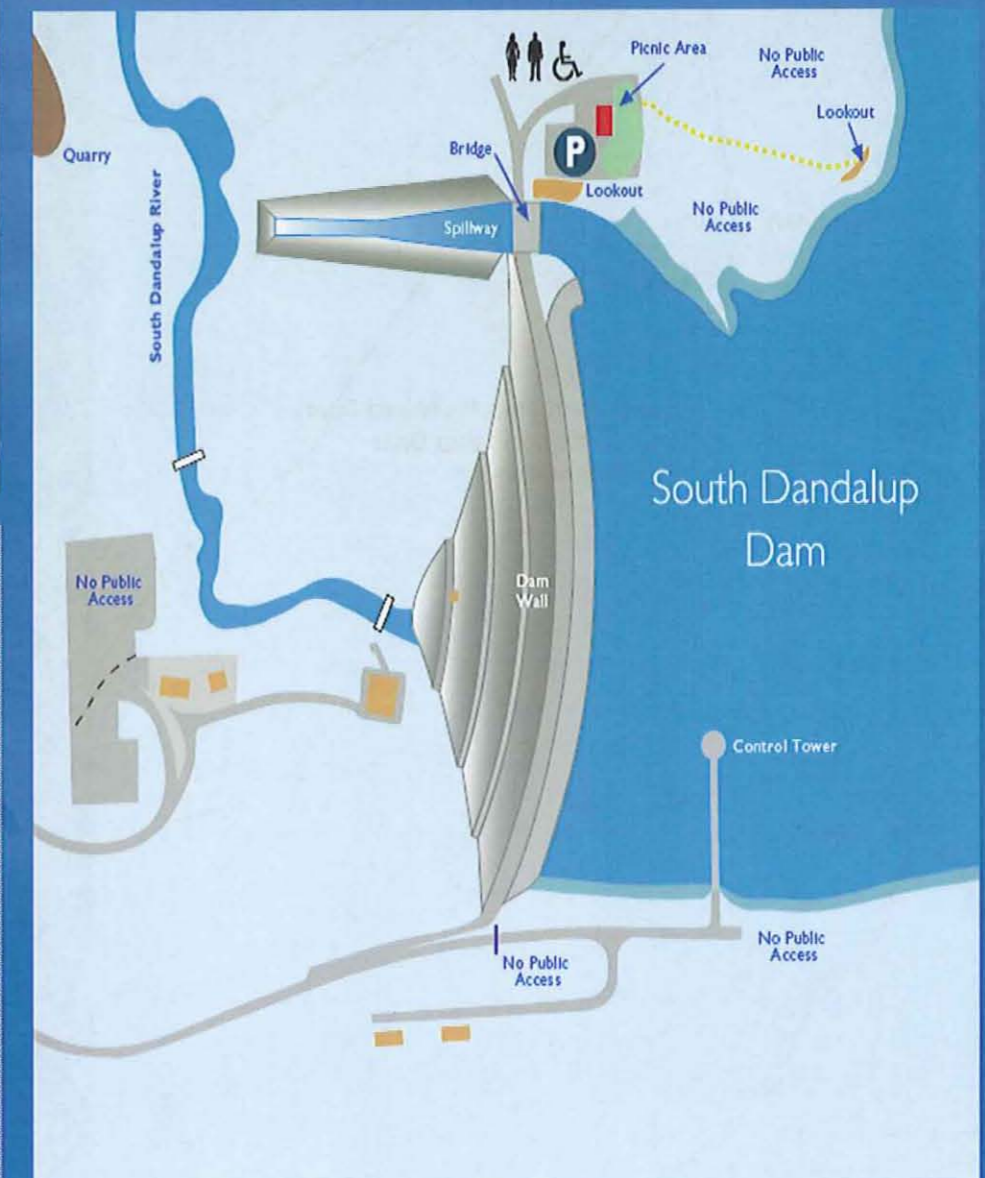 Picnic Area
No Public
Access
Lookout
Quarry
Bridge
P
Lookout
No Public
Access
Spillway
South Dandalup River
South Dandalup
Dam
No Public
Access
Dam
Wall
Control Tower
No Public
Access
No Public
Access